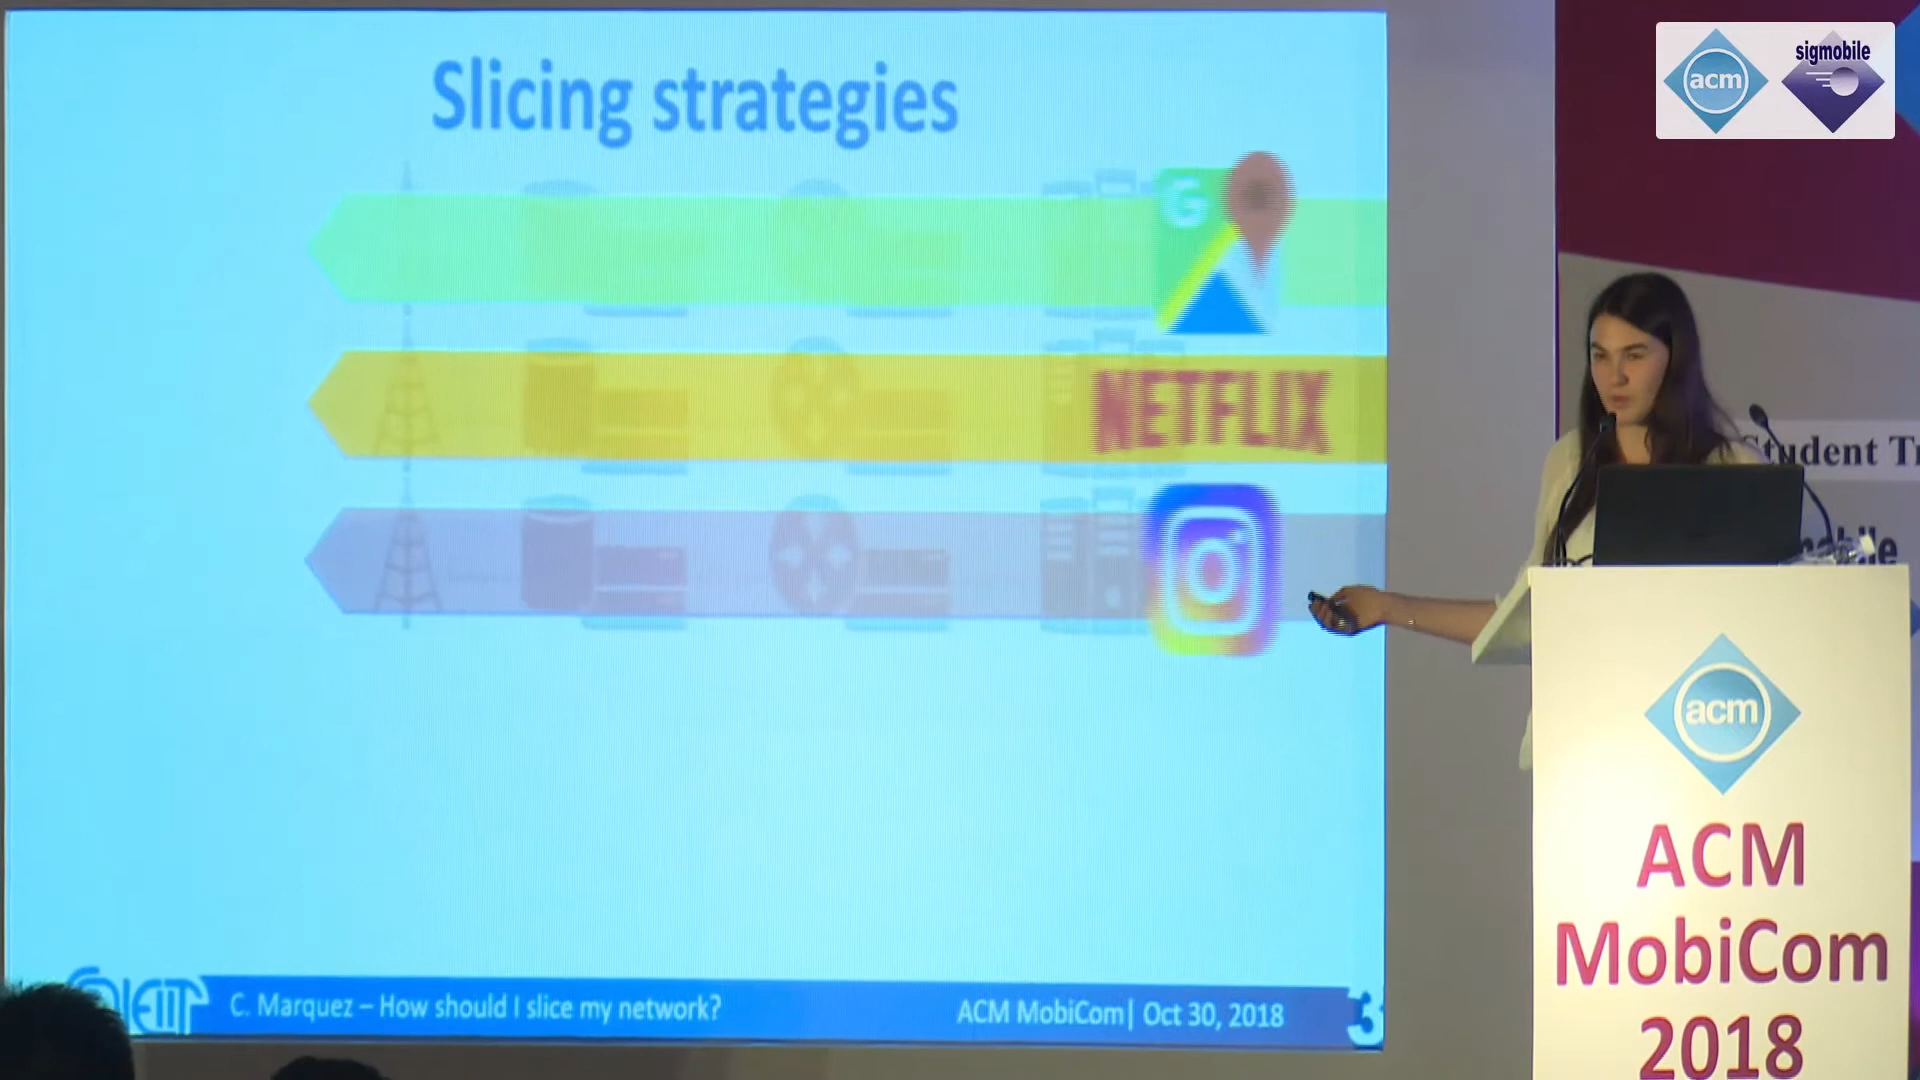 Slicing strategies
G
NETFLIX
C. Marquez – How should I slice my network?
ACM MobiCom| Oct 30, 2018
3
acm
sigmobile
Student
acm
ACM
MobiCom
2018